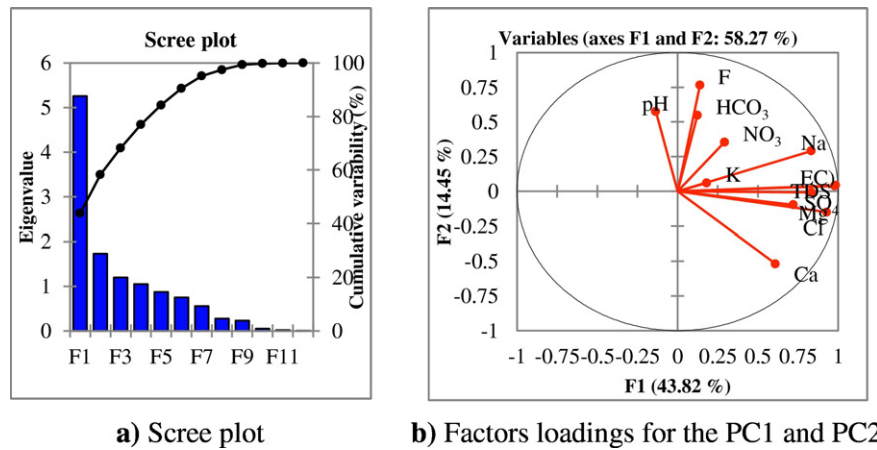 Scree plot
6
5
4
3
2
1
0
Eigenvalue
100
80
60
40
20
0
Cumulative variability (%)
F1 F3 F5 F7 F9 F11
a) Scree plot
Variables (axes F1 and F2: 58.27 %)
1
0.75
0.5
0.25
0
-0.25
-0.5
-0.75
-1
F2 (14.45 %)
F
pH
HCO3
NO3
Na
K
EC)
TDS
SO4
Mg
Cl
Ca
-1 -0.75-0.5-0.25 0 0.25 0.5 0.75 1
F1 (43.82 %)
b) Factors loadings for the PC1 and PC2